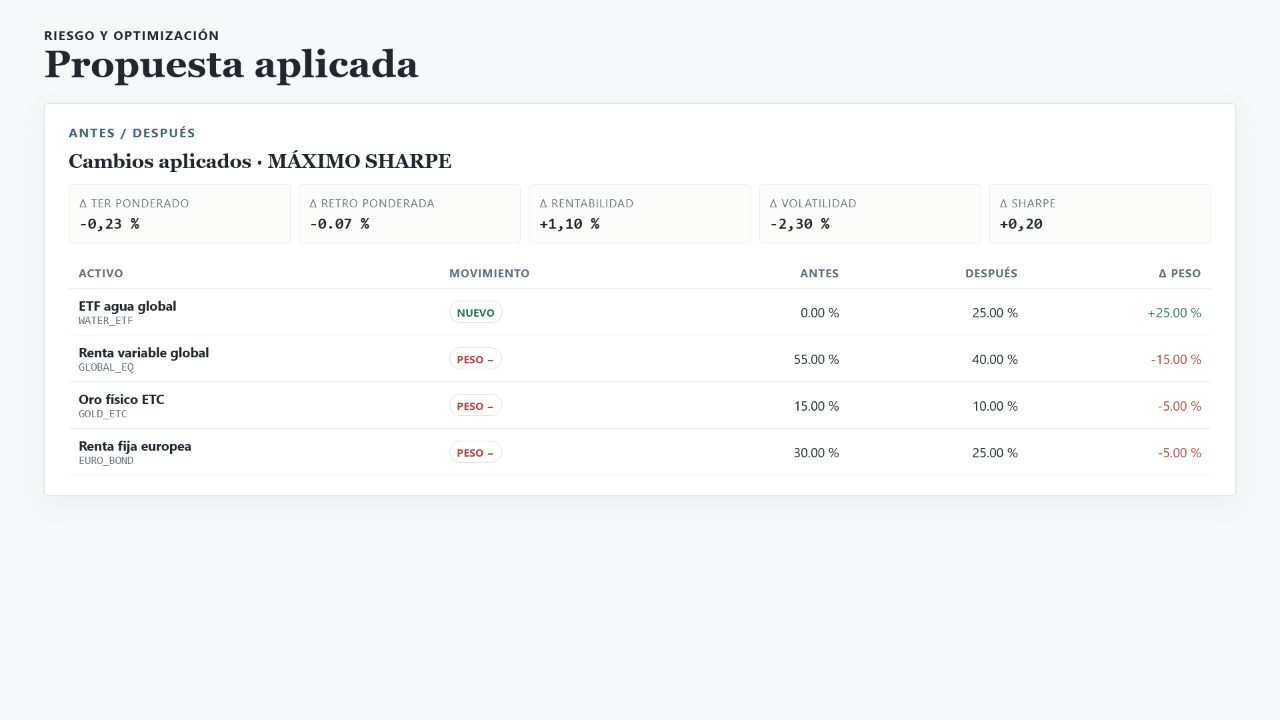 RIESGO Y OPTIMIZACIÓN
Propuesta aplicada
ANTES / DESPUÉS
Cambios aplicados · MÁXIMO SHARPE
Δ TER PONDERADO
-0,23 %
Δ RETRO PONDERADA
-0.07 %
Δ RENTABILIDAD
+1,10 %
Δ VOLATILIDAD
-2,30 %
Δ SHARPE
+0,20
ACTIVO MOVIMIENTO ANTES DESPUÉS Δ PESO
ETF agua global
WATER_ETF
NUEVO 0.00 % 25.00 % +25.00 %
Renta variable global
GLOBAL_EQ
PESO – 55.00 % 40.00 % -15.00 %
Oro físico ETC
GOLD_ETC
PESO – 15.00 % 10.00 % -5.00 %
Renta fija europea
EURO_BOND
PESO – 30.00 % 25.00 % -5.00 %